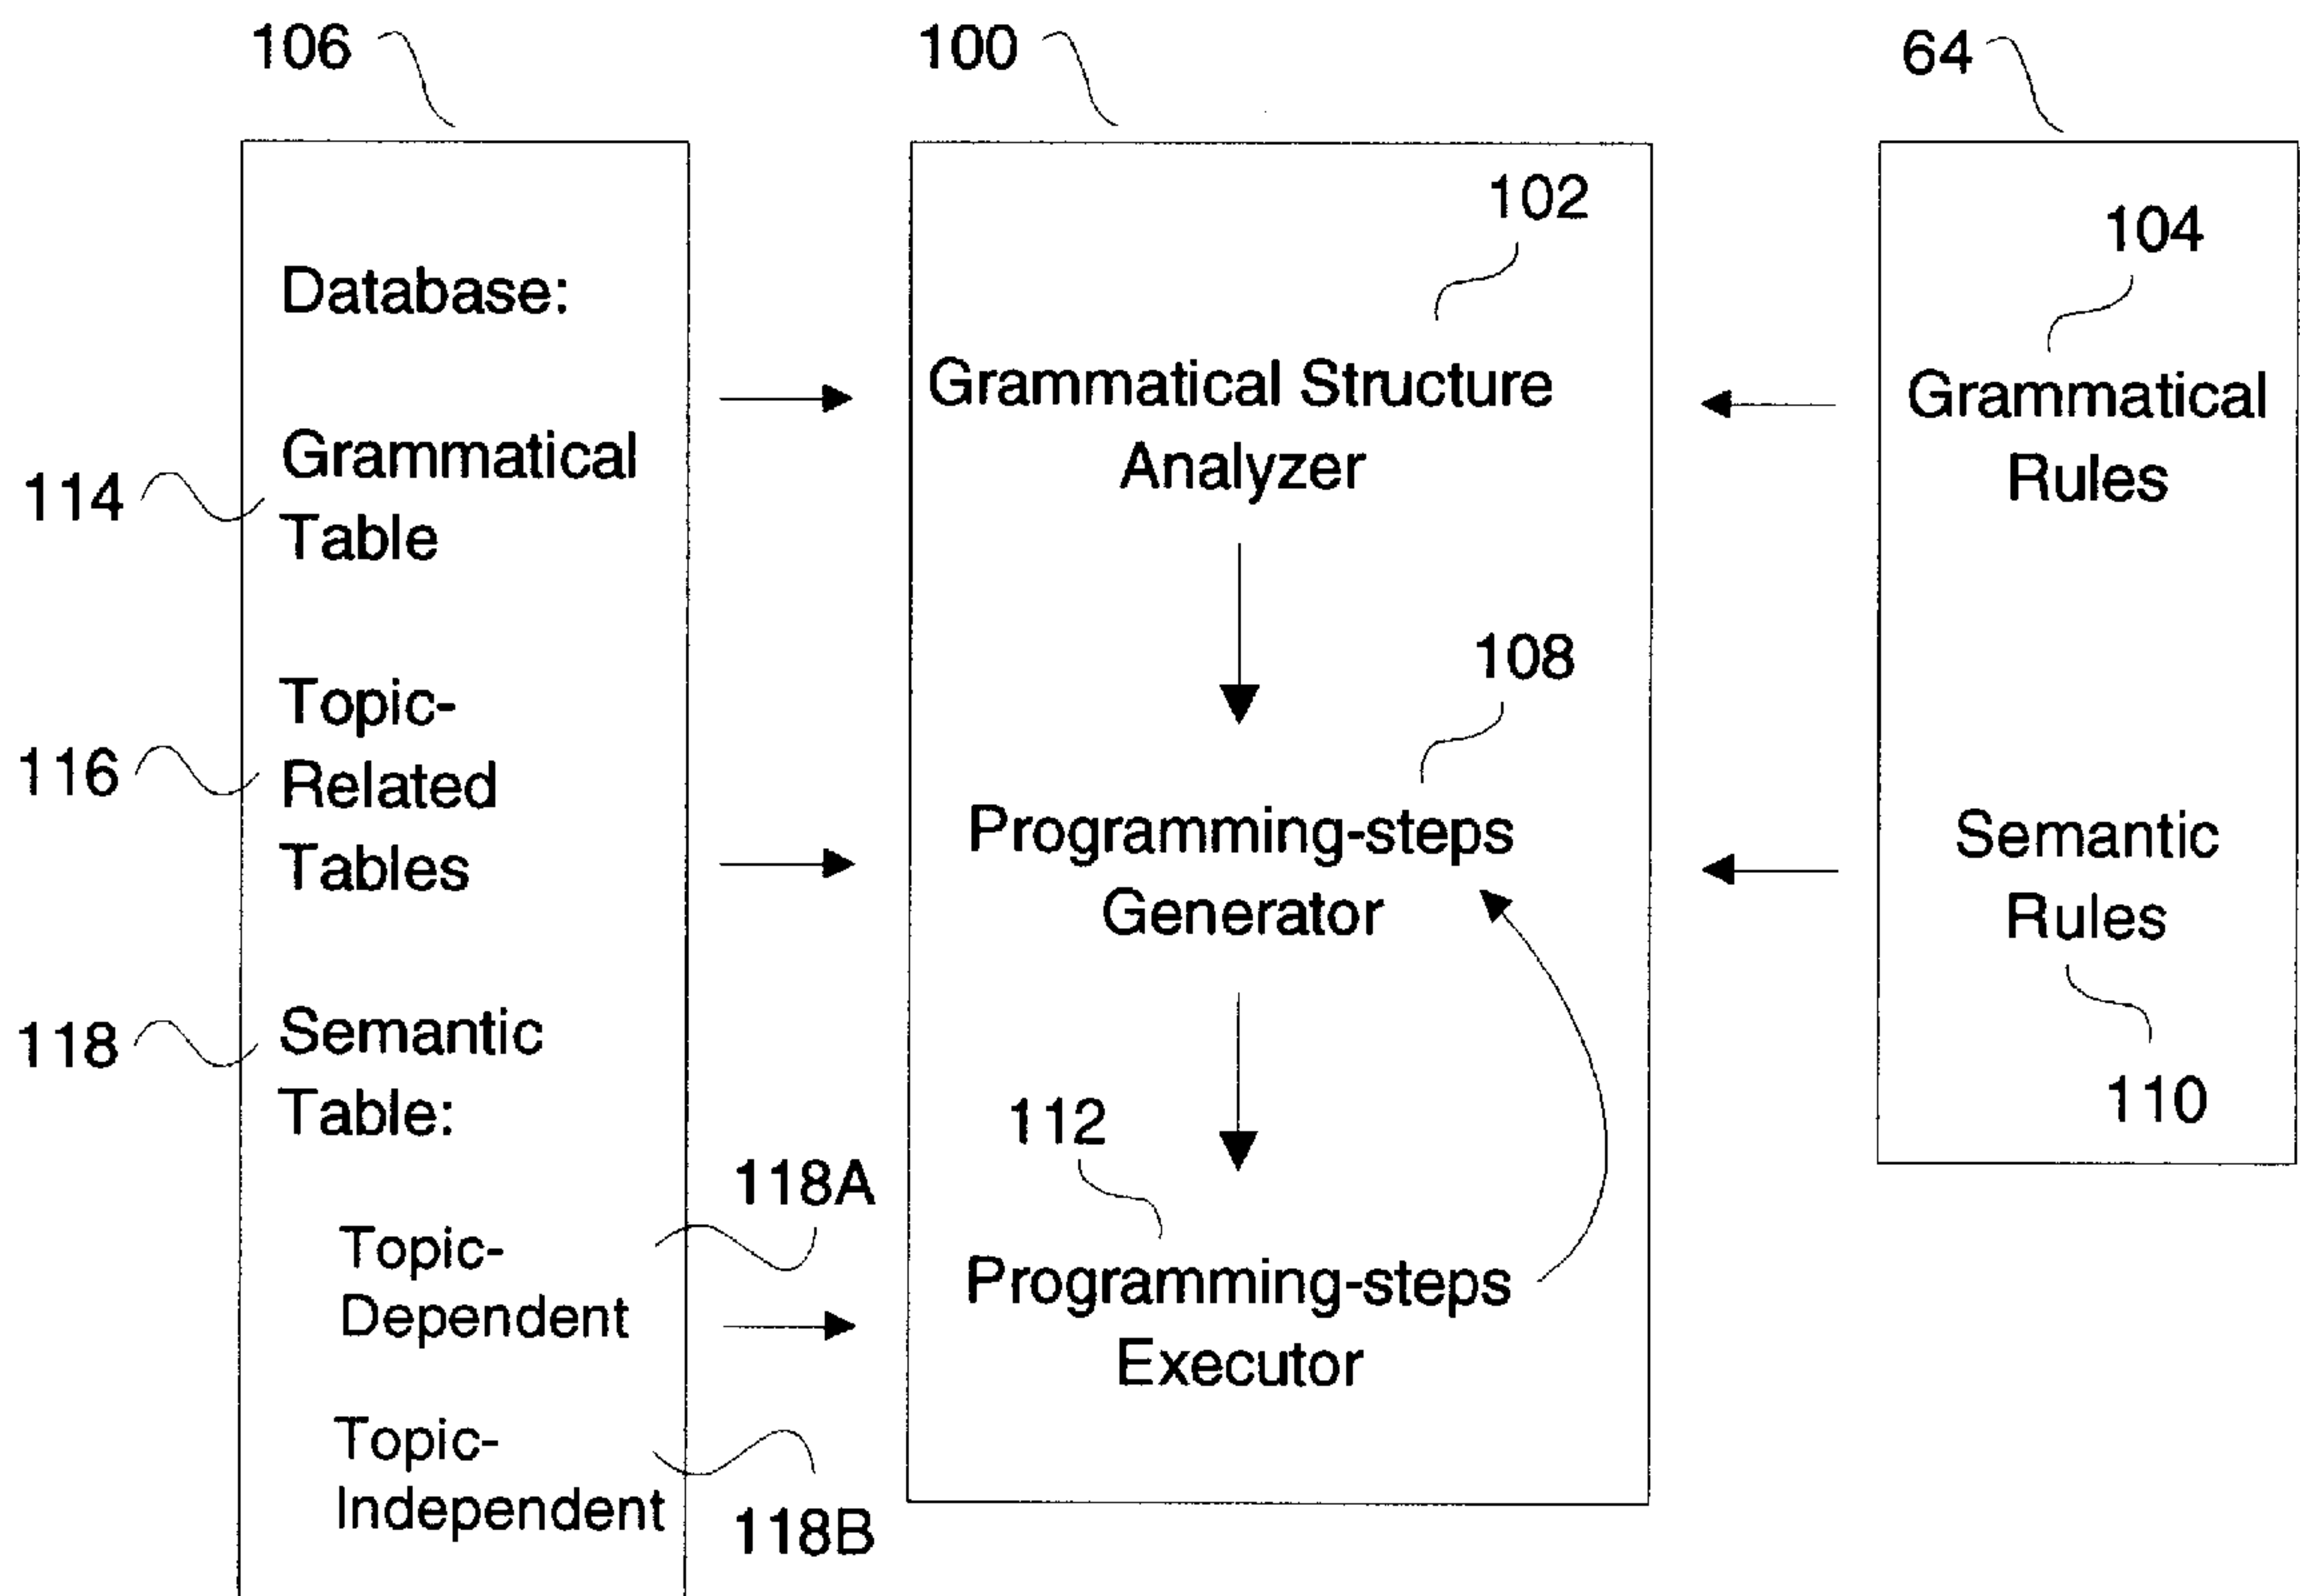 106
100
64
102
104
Database:
Grammatical Structure
Analyzer
Grammatical
Rules
114
Grammatical
Table
108
116
Topic-
Related
Tables
Programming-steps
Generator
Semantic
Rules
110
118
Semantic
Table:
112
118A
Topic-
Dependent
Programming-steps
Executor
Topic-
Independent
118B